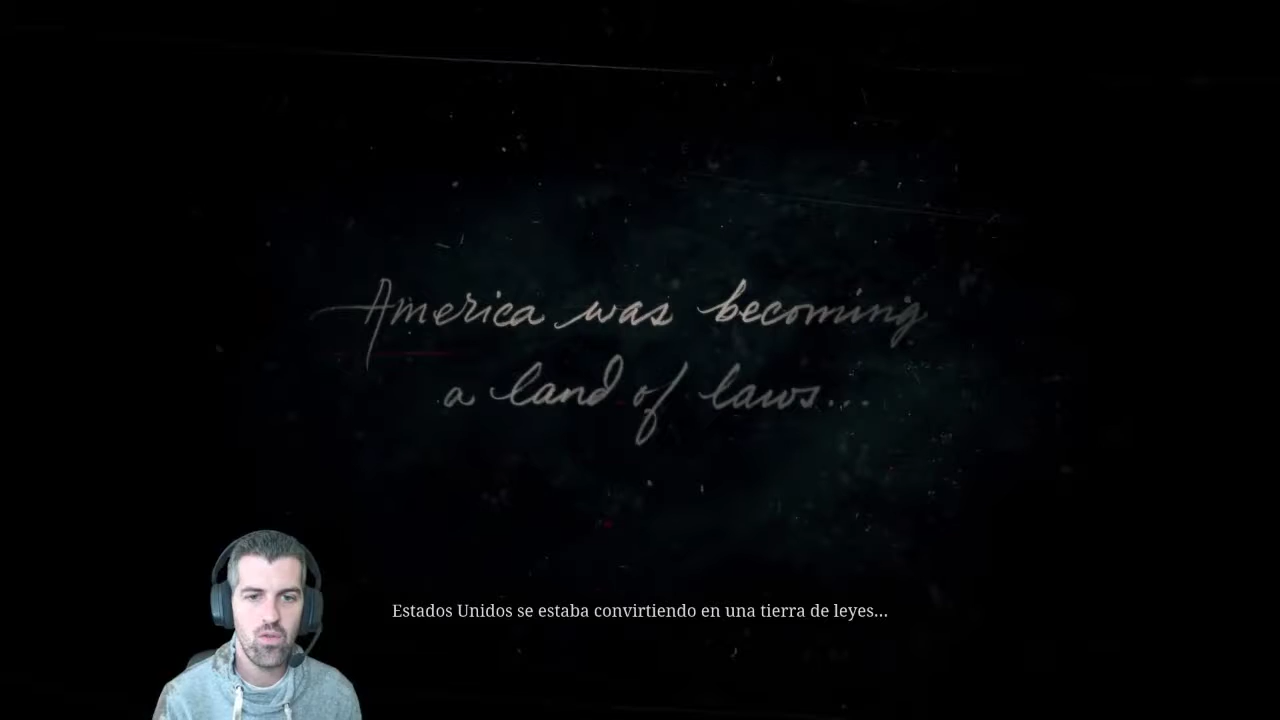 America was becoming
a land of laws...
Estados Unidos se estaba convirtiendo en una tierra de leyes...